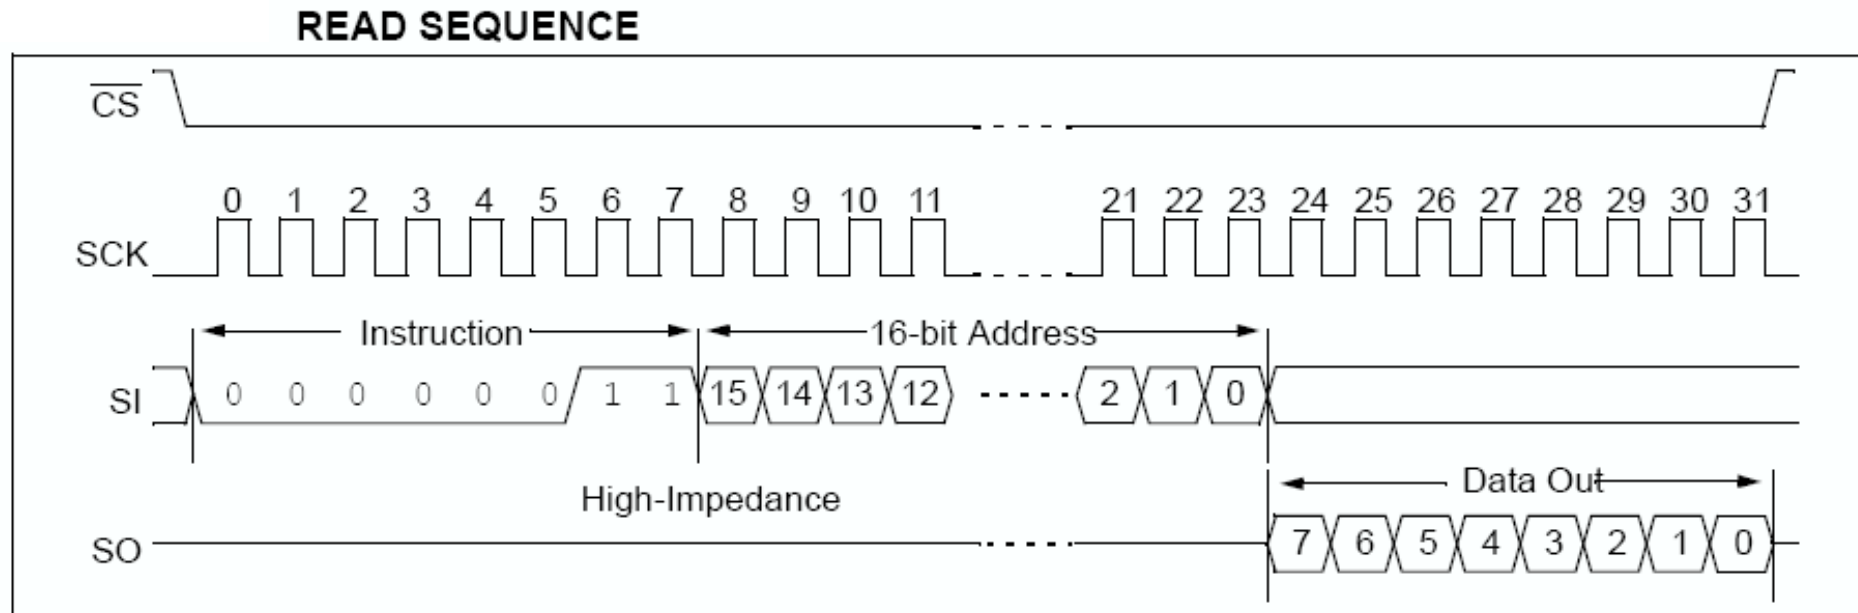 READ SEQUENCE
CS
0 1 2 3 4 5 6 7 8 9 10 11 21 22 23 24 25 26 27 28 29 30 31
SCK
Instruction 16-bit Address
SI 0 0 0 0 0 0 1 1 15 14 13 12 2 1 0
Data Out
High-Impedance
SO 7 6 5 4 3 2 1 0